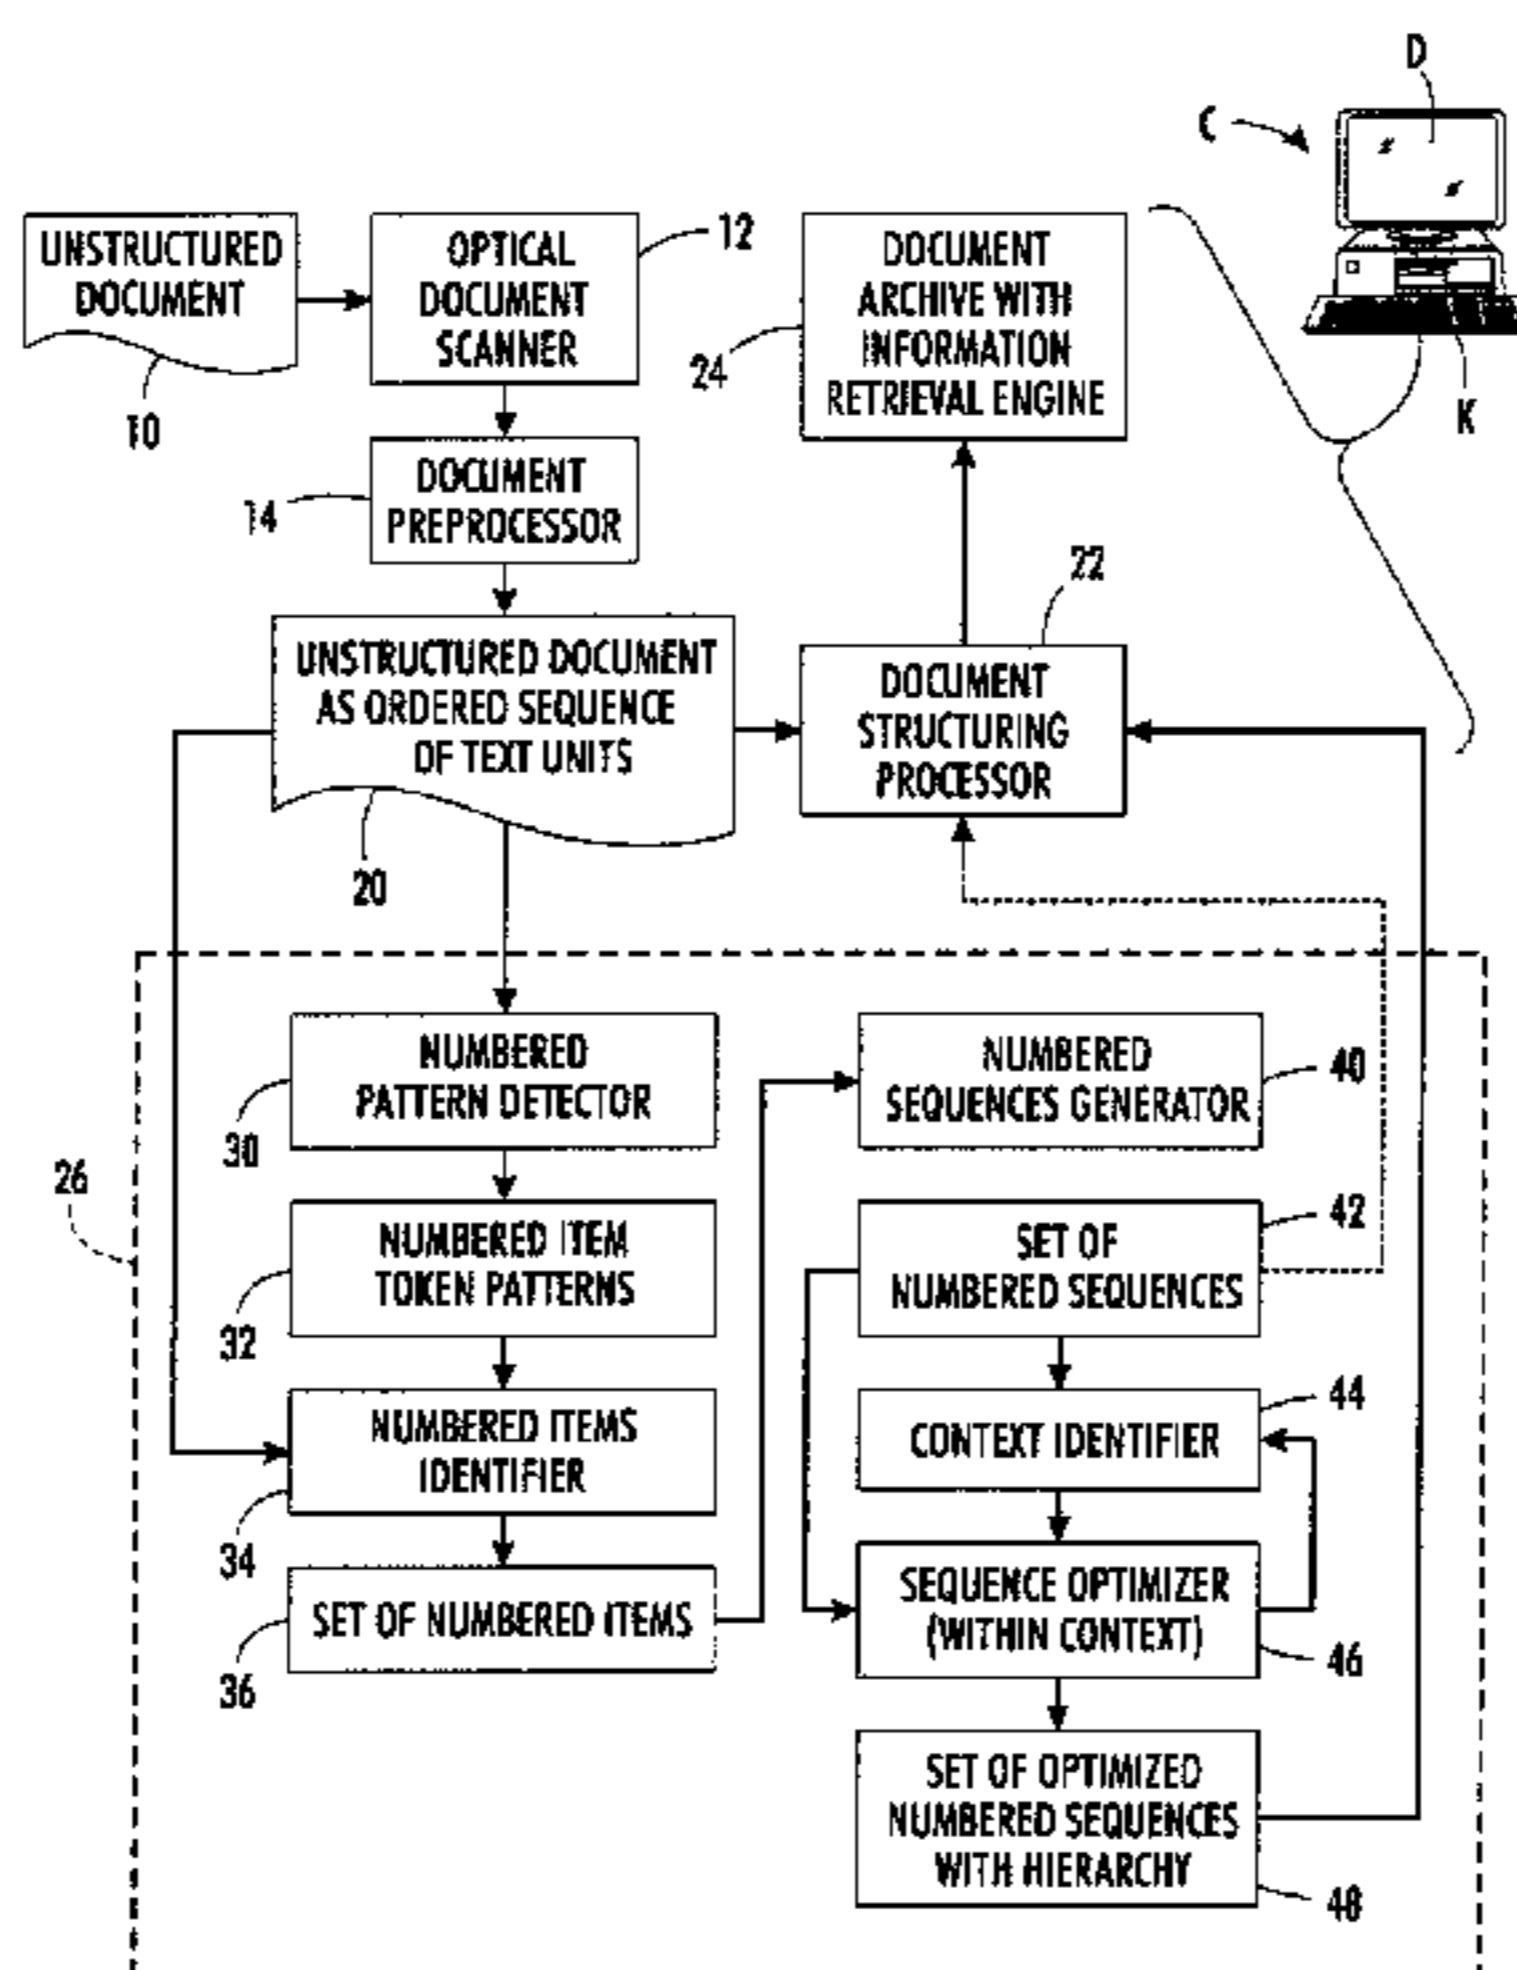 D
C
K
UNSTRUCTURED
DOCUMENT
10
OPTICAL
DOCUMENT
SCANNER
12
DOCUMENT
ARCHIVE WITH
INFORMATION
RETRIEVAL ENGINE
24
DOCUMENT
PREPROCESSOR
14
UNSTRUCTURED DOCUMENT
AS ORDERED SEQUENCE
OF TEXT UNITS
20
DOCUMENT
STRUCTURING
PROCESSOR
22
26
NUMBERED
PATTERN DETECTOR
30
NUMBERED ITEM
TOKEN PATTERNS
32
NUMBERED ITEMS
IDENTIFIER
34
SET OF NUMBERED ITEMS
36
NUMBERED
SEQUENCES GENERATOR
40
SET OF
NUMBERED SEQUENCES
42
CONTEXT IDENTIFIER
44
SEQUENCE OPTIMIZER
(WITHIN CONTEXT)
46
SET OF OPTIMIZED
NUMBERED SEQUENCES
WITH HIERARCHY
48